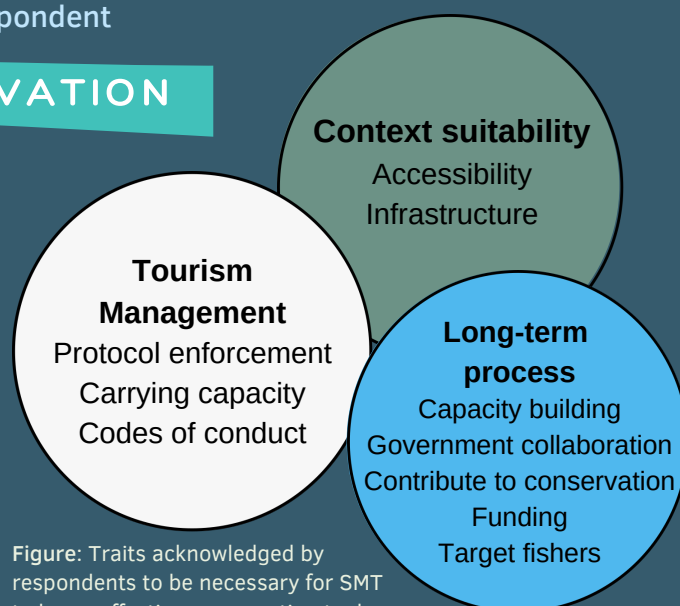 VATION
Context suitability
Accessibility
Infrastructure
Tourism
Management
Protocol enforcement
Carrying capacity
Codes of conduct
Long-term
process
Capacity building
Government collaboration
Contribute to conservation
Funding
Target fishers
Figure: Traits acknowledged by
respondents to be necessary for SMT